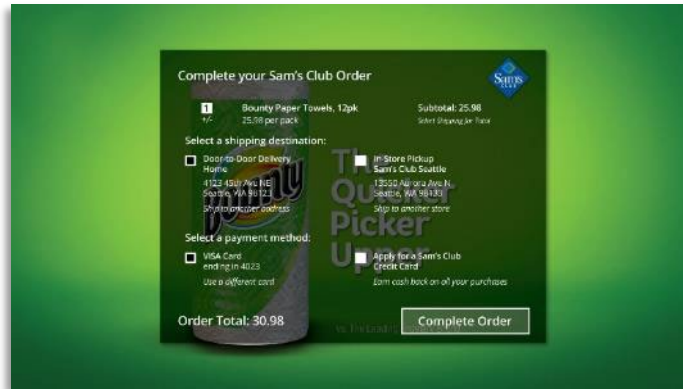 Complete your Sam's Club Order
Sam's
CLUB
1
+/-
Bounty Paper Towels, 12pk
25.98 per pack
Subtotal: 25.98
Select Shipping for Total
Select a shipping destination:
Door-to-Door Delivery
Home
4123 45th Ave NE
Seattle, WA 98123
Ship to another address
In-Store Pickup
Sam's Club Seattle
13550 Aurora Ave N.
Seattle, WA 98133
Ship to another store
Bounty
The
Quicker
Picker
Upper
Select a payment method:
VISA Card
ending in 4023
Use a different card
Apply for a Sam's Club
Credit Card
Earn cash back on all your purchases
Order Total: 30.98
Complete Order